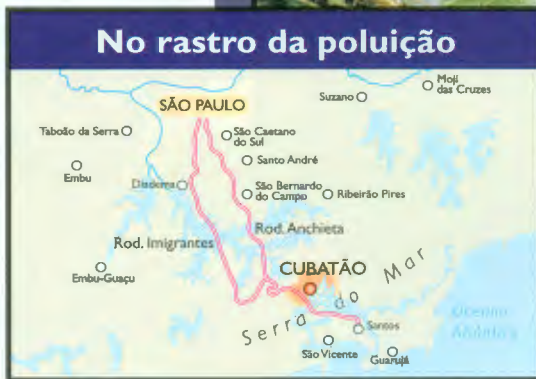 No rastro da poluição
Moji
das Cruzes
Suzano
SÃO PAULO
Taboão da Serra
São Caetano
do Sul
Santo André
Embu
Diadema
São Bernardo
do Campo
Ribeirão Pires
Rod. Anchieta
Rod. Imigrantes
CUBATÃO
Embu-Guaçu
Serra do Mar
Oceano
Atlântico
Santos
São Vicente
Guarujá